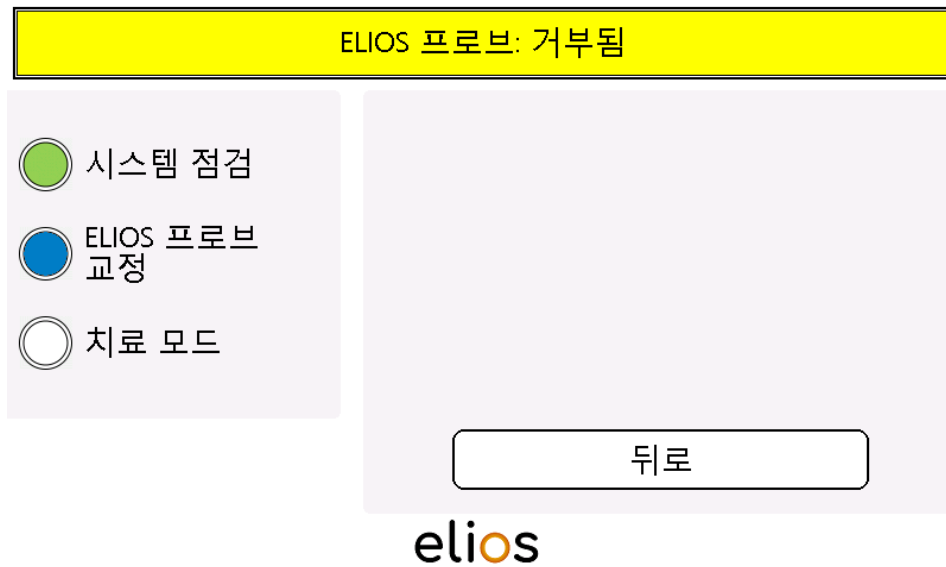 ELIOS 프로브: 거부됨
시스템 점검
ELIOS 프로브
교정
치료 모드
뒤로
elios